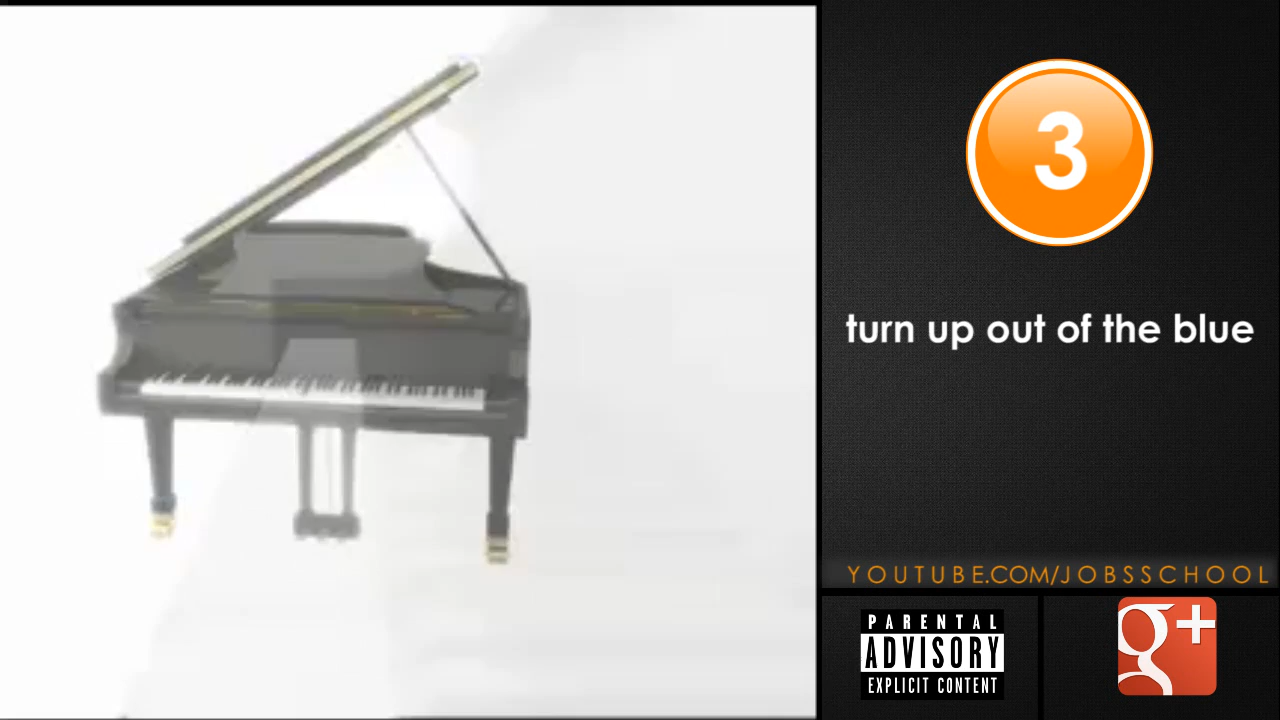 3
turn up out of the blue
YOUTUBE.COM/JOBSSCHOOL
PARENTAL
ADVISORY
EXPLICIT CONTENT
g+